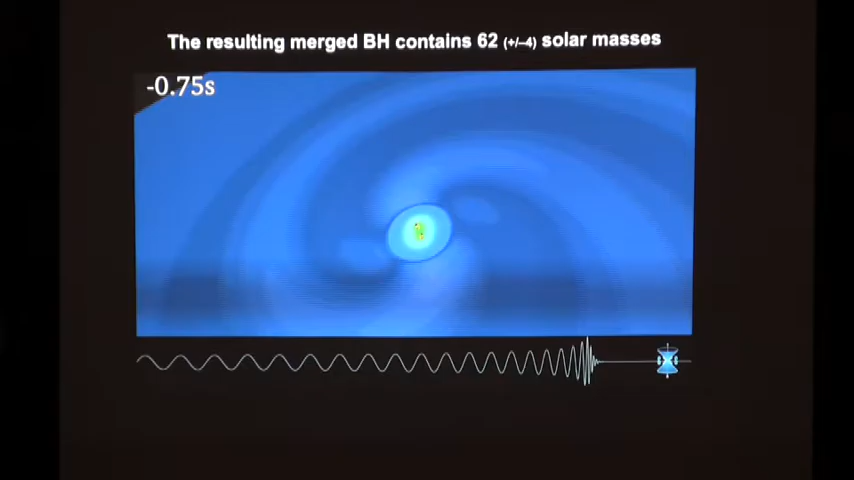 The resulting merged BH contains 62 (+/–4) solar masses
-0.75s